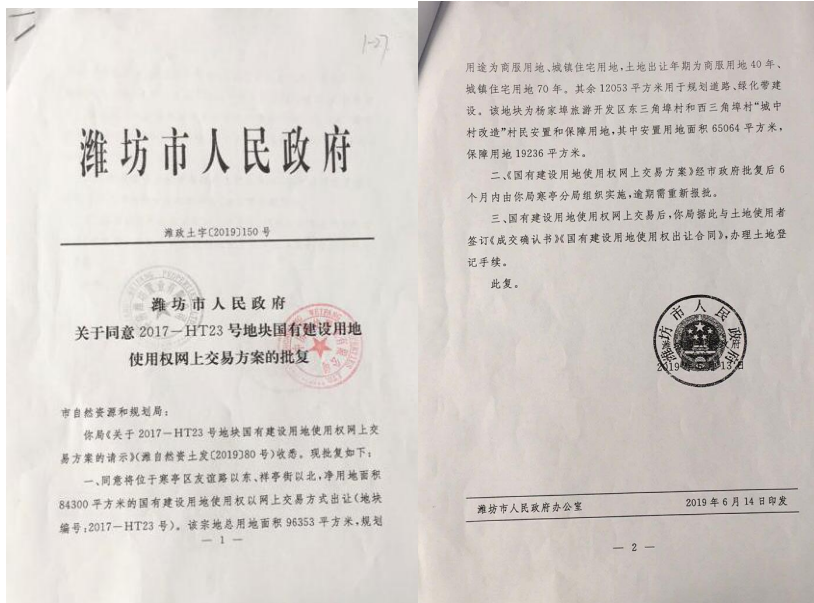 1-27
潍坊市人民政府
潍政土字〔2019〕150号
潍坊市人民政府
关于同意2017－HT23号地块国有建设用地
使用权网上交易方案的批复
市自然资源和规划局：
你局《关于2017－HT23号地块国有建设用地使用权网上交
易方案的请示》（潍自然资土发〔2019〕80号）收悉。现批复如下：
一、同意将位于寒亭区友谊路以东、祥亭街以北，净用地面积
84300平方米的国有建设用地使用权以网上交易方式出让（地块
编号：2017－HT23号）。该宗地总用地面积96353平方米，规划
— 1 —
用途为商服用地、城镇住宅用地，土地出让年期为商服用地40年、
城镇住宅用地70年。其余12053平方米用于规划道路、绿化带建
设。该地块为杨家埠旅游开发区东三角埠村和西三角埠村“城中
村改造”村民安置和保障用地，其中安置用地面积65064平方米，
保障用地19236平方米。
二、《国有建设用地使用权网上交易方案》经市政府批复后6
个月内由你局寒亭分局组织实施，逾期需重新报批。
三、国有建设用地使用权网上交易后，你局据此与土地使用者
签订《成交确认书》《国有建设用地使用权出让合同》，办理土地登
记手续。
此复。
潍坊市人民政府
2019年6月13日
潍坊市人民政府办公室
2019年6月14日印发
— 2 —